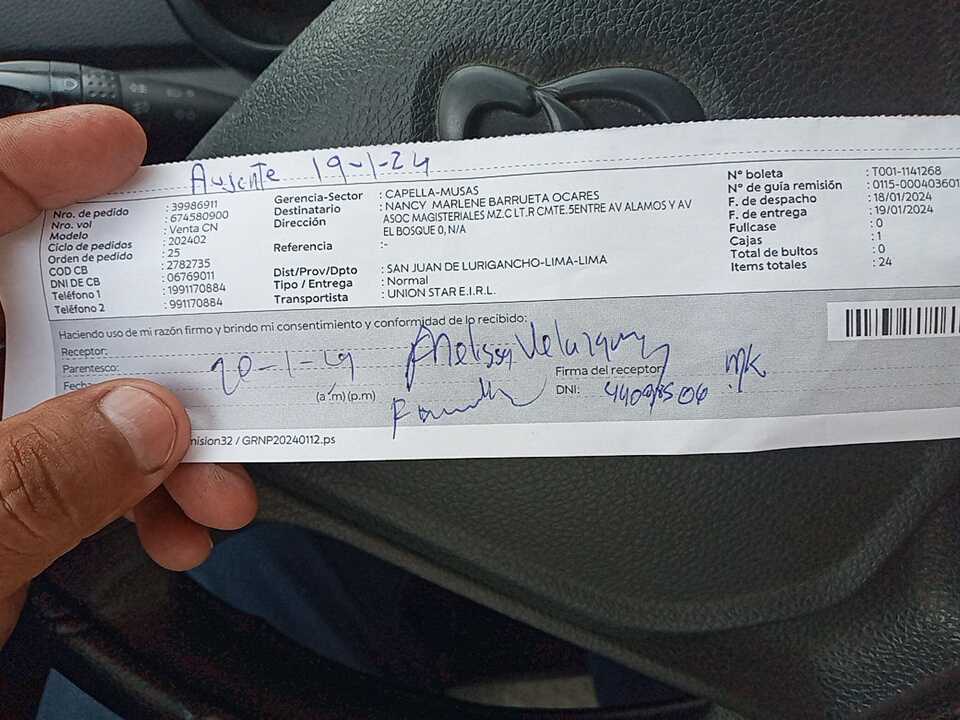 Ausente 19-1-24
Nro. de pedido : 39986911
Nro. vol : 674580900
Modelo : Venta CN
Ciclo de pedidos : 202402
Orden de pedido : 25
COD CB : 2782735
DNI DE CB : 06769011
Teléfono 1 : 1991170884
Teléfono 2 : 991170884
Gerencia-Sector : CAPELLA-MUSAS
Destinatario : NANCY MARLENE BARRUETA OCARES
Dirección : ASOC MAGISTERIALES MZ.C LT.R CMTE.5ENTRE AV ALAMOS Y AV
EL BOSQUE 0, N/A
Referencia :-
Dist/Prov/Dpto : SAN JUAN DE LURIGANCHO-LIMA-LIMA
Tipo / Entrega : Normal
Transportista : UNION STAR E.I.R.L.
N° boleta : T001-1141268
N° de guía remisión : 0115-000403601
F. de despacho : 18/01/2024
F. de entrega : 19/01/2024
Fullcase : 0
Cajas : 1
Total de bultos : 0
Items totales : 24
Haciendo uso de mi razón firmo y brindo mi consentimiento y conformidad de lo recibido:
Receptor:
Parentesco:
Fecha
20-1-24 Melissa
(a.m) (p.m)
Firma del receptor
DNI:
mision32 / GRNP20240112.ps